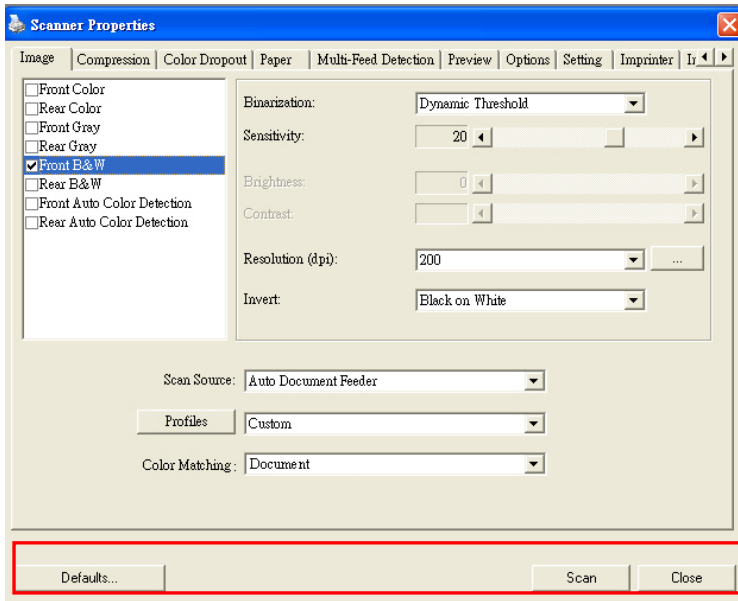 Scanner Properties
Image Compression Color Dropout Paper Multi-Feed Detection Preview Options Setting Imprinter
Front Color
Rear Color
Front Gray
Rear Gray
Front B&W
Rear B&W
Front Auto Color Detection
Rear Auto Color Detection
Binarization: Dynamic Threshold
Sensitivity: 20
Brightness: 0
Contrast:
Resolution (dpi): 200 ...
Invert: Black on White
Scan Source: Auto Document Feeder
Profiles Custom
Color Matching: Document
Defaults... Scan Close